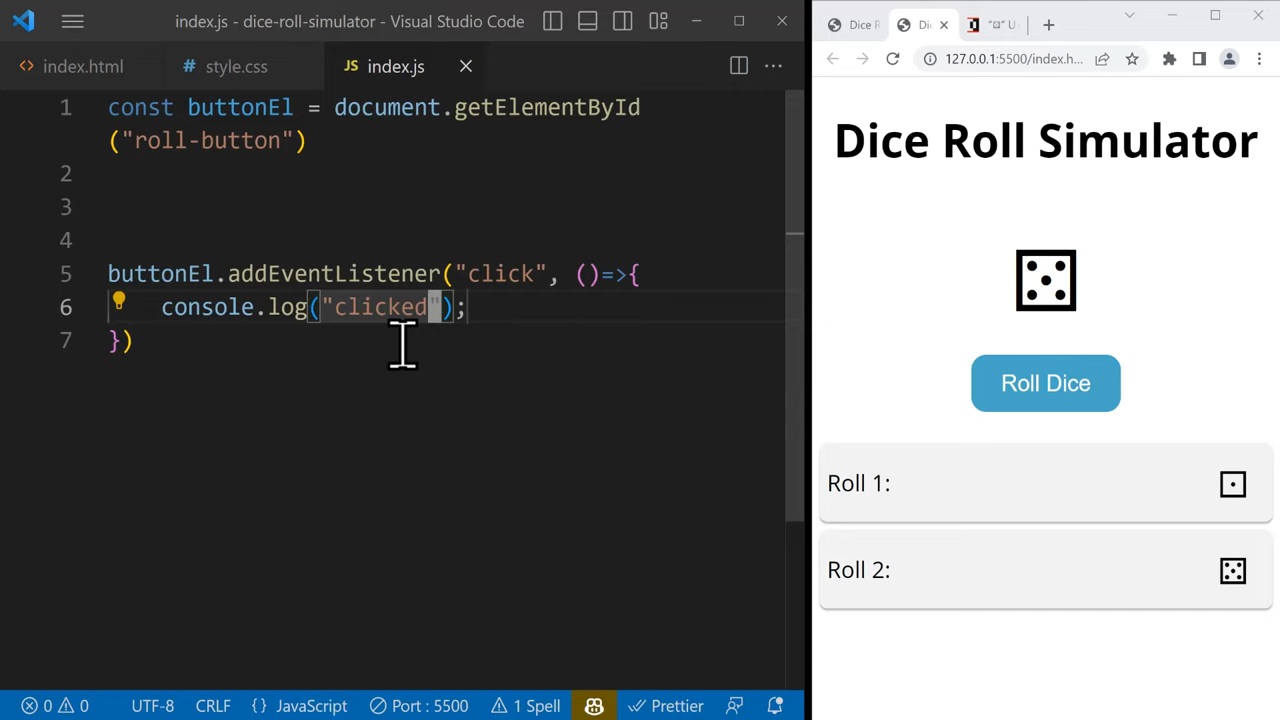 index.js - dice-roll-simulator - Visual Studio Code
index.html
# style.css
JS index.js
1 const buttonEl = document.getElementById
("roll-button")
2
3
4
5 buttonEl.addEventListener("click", ()=>{
6 console.log("clicked");
7 })
0 0 UTF-8 CRLF {} JavaScript Port : 5500 1 Spell Prettier
127.0.0.1:5500/index.h...
Dice Roll Simulator
Roll Dice
Roll 1:
Roll 2: